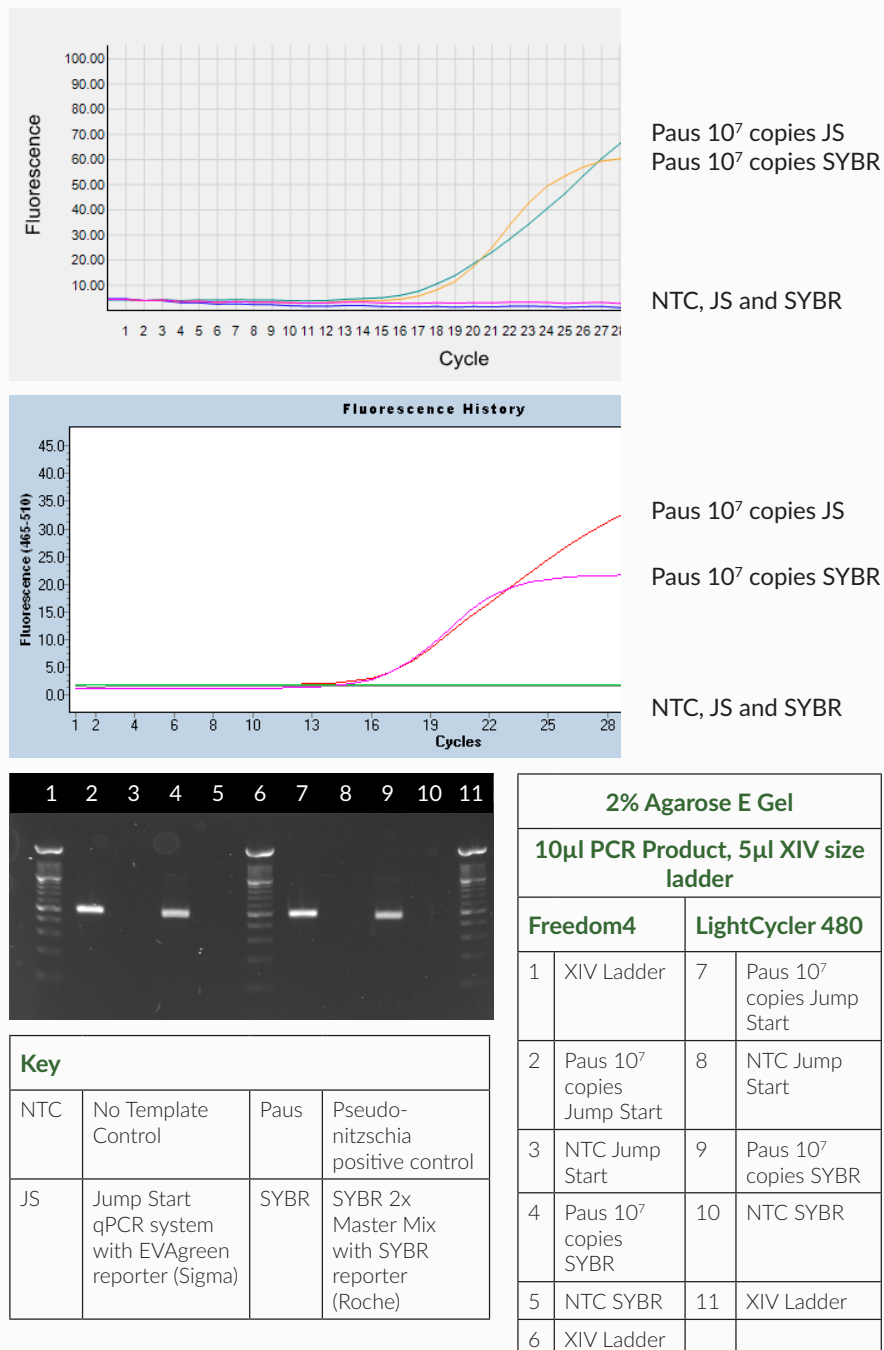 100.00
90.00
80.00
70.00
60.00
50.00
40.00
30.00
20.00
10.00
Fluorescence
1 2 3 4 5 6 7 8 9 10 11 12 13 14 15 16 17 18 19 20 21 22 23 24 25 26 27 28
Cycle
Paus 10⁷ copies JS
Paus 10⁷ copies SYBR
NTC, JS and SYBR
Fluorescence History
45.0
40.0
35.0
30.0
25.0
20.0
15.0
10.0
5.0
0.0
Fluorescence (465-510)
1 2 4 6 8 10 13 16 19 22 25 28
Cycles
Paus 10⁷ copies JS
Paus 10⁷ copies SYBR
NTC, JS and SYBR
1 2 3 4 5 6 7 8 9 10 11
Key
NTC
No Template
Control
Paus
Pseudo-
nitzschia
positive control
JS
Jump Start
qPCR system
with EVAgreen
reporter (Sigma)
SYBR
SYBR 2x
Master Mix
with SYBR
reporter
(Roche)
2% Agarose E Gel
10µl PCR Product, 5µl XIV size
ladder
Freedom4
LightCycler 480
1
XIV Ladder
7
Paus 10⁷
copies Jump
Start
2
Paus 10⁷
copies
Jump Start
8
NTC Jump
Start
3
NTC Jump
Start
9
Paus 10⁷
copies SYBR
4
Paus 10⁷
copies
SYBR
10
NTC SYBR
5
NTC SYBR
11
XIV Ladder
6
XIV Ladder